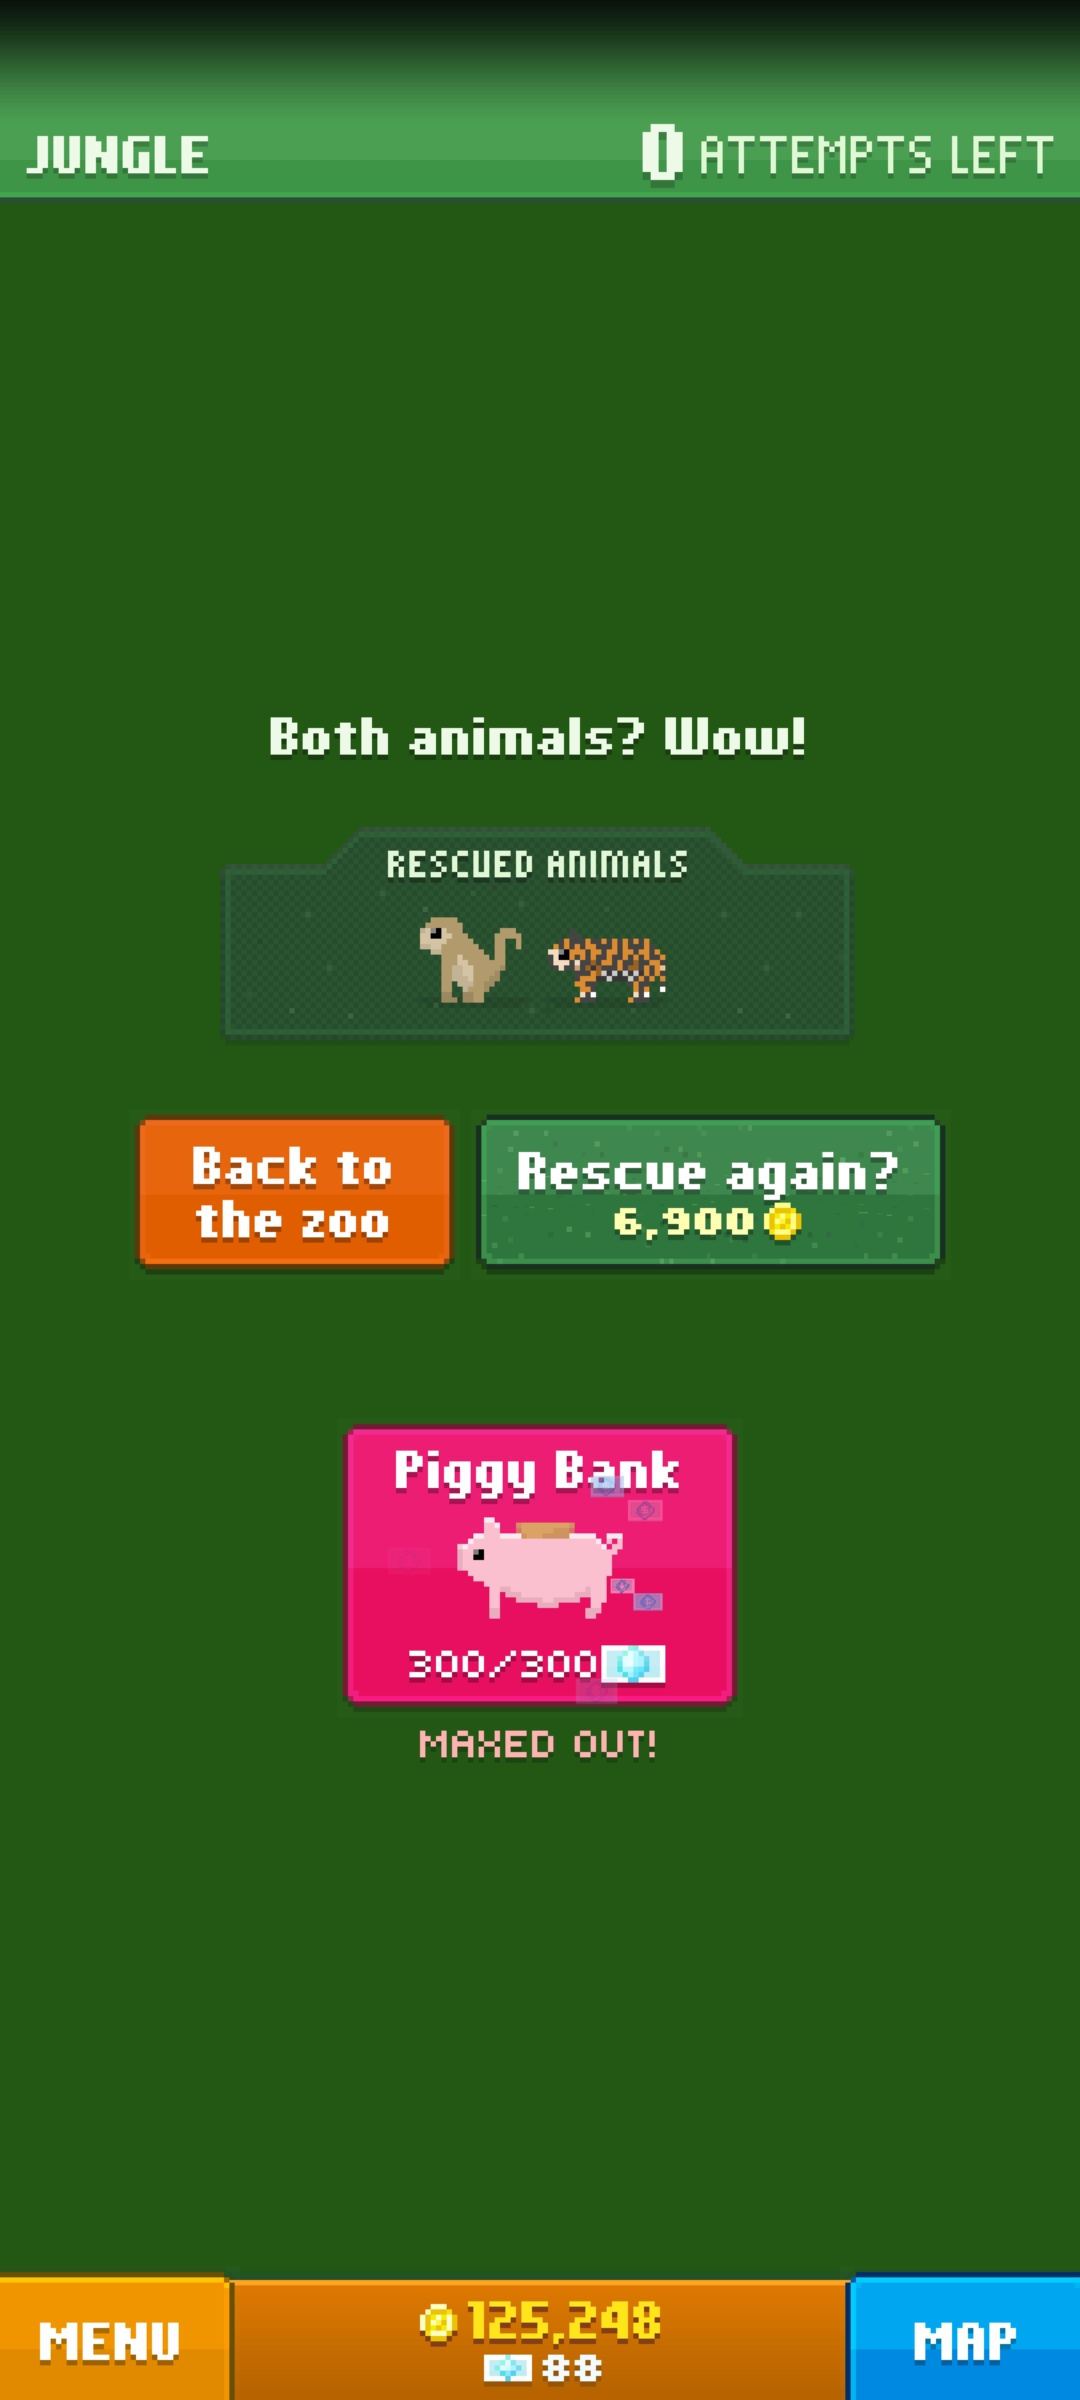 JUNGLE
0 ATTEMPTS LEFT
Both animals? Wow!
RESCUED ANIMALS
Back to
the zoo
Rescue again?
6,900
Piggy Bank
300/300
MAXED OUT!
MENU
125,248
88
MAP